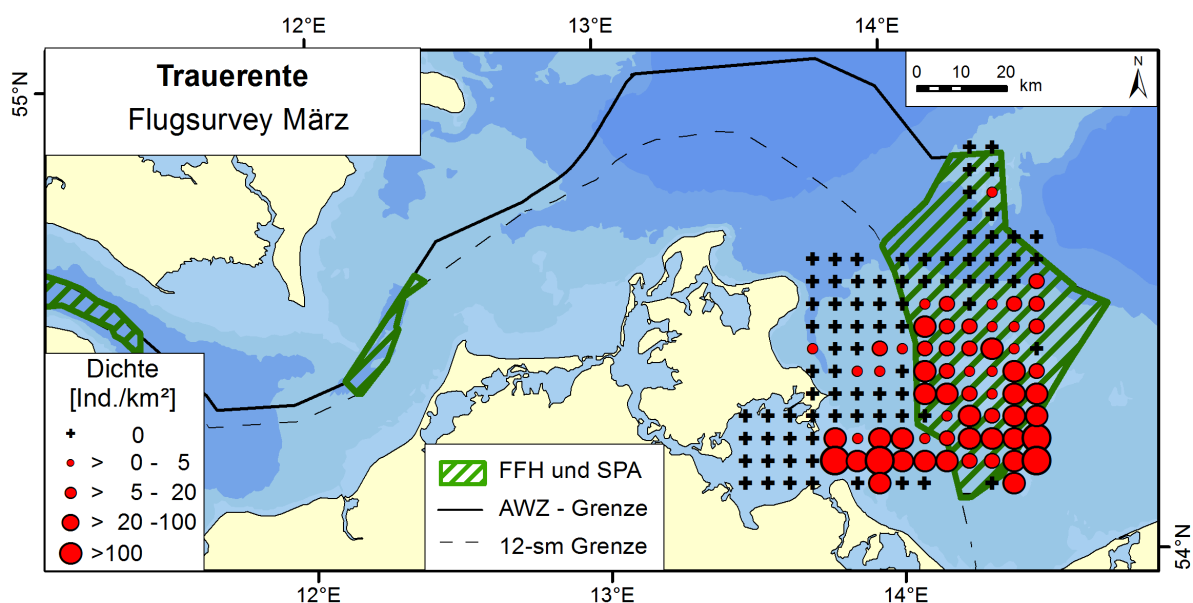 12°E 13°E 14°E
Trauerente
Flugsurvey März
0 10 20 km
N
55°N
Dichte
[Ind./km²]
0
> 0 - 5
> 5 - 20
> 20 -100
>100
FFH und SPA
AWZ - Grenze
12-sm Grenze
54°N
12°E 13°E 14°E